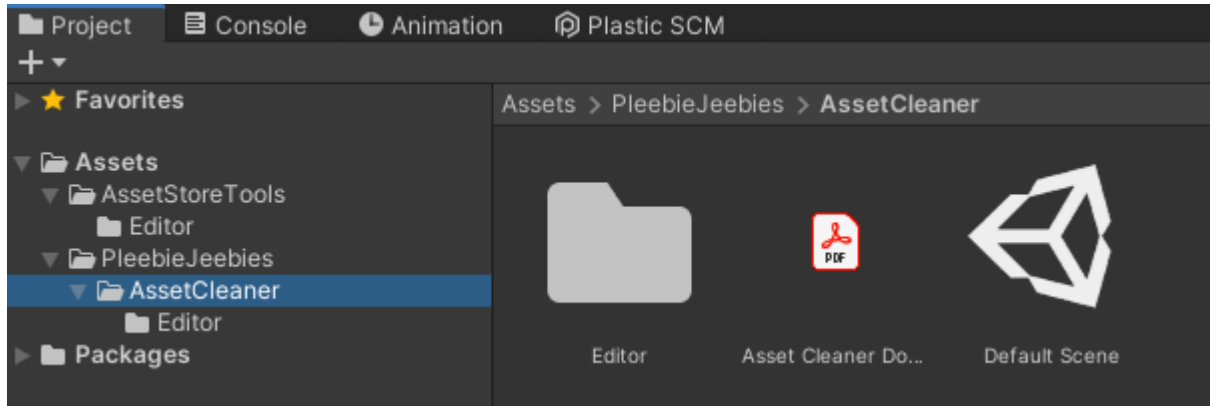 Project Console Animation Plastic SCM
Favorites
Assets
AssetStoreTools
Editor
PleebieJeebies
AssetCleaner
Editor
Packages
Assets > PleebieJeebies > AssetCleaner
PDF
Editor Asset Cleaner Do... Default Scene